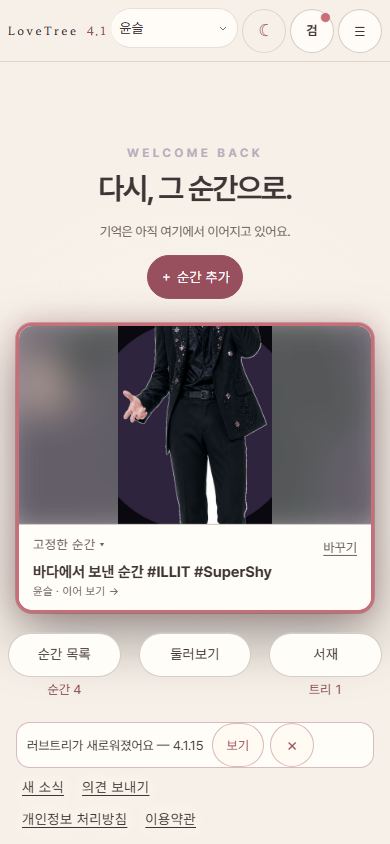 LoveTree 4.1 윤슬 검
WELCOME BACK
다시, 그 순간으로.
기억은 아직 여기에서 이어지고 있어요.
+ 순간 추가
고정한 순간
바꾸기
바다에서 보낸 순간 #ILLIT #SuperShy
윤슬 · 이어 보기 →
순간 목록 둘러보기 서재
순간 4 트리 1
러브트리가 새로워졌어요 — 4.1.15 보기 ×
새 소식 의견 보내기
개인정보 처리방침 이용약관